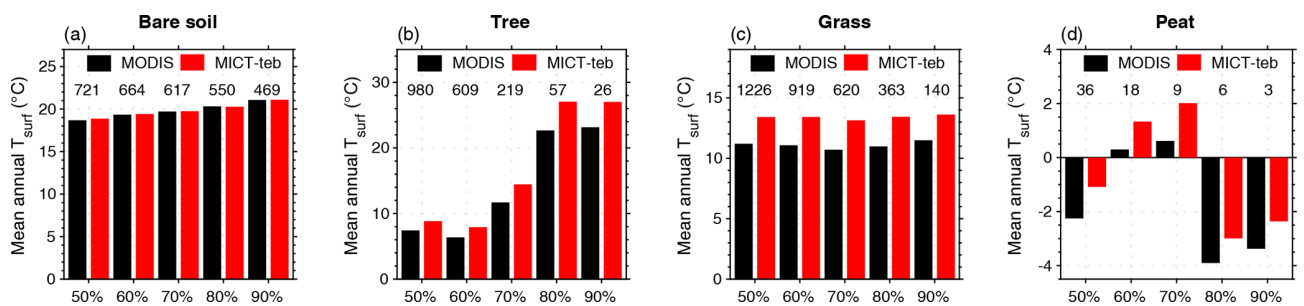 Bare soil
(a)
MODIS MICT-teb
721 664 617 550 469
Mean annual Tsurf (°C)
25
20
15
10
5
0
50% 60% 70% 80% 90%
Tree
(b)
MODIS MICT-teb
980 609 219 57 26
Mean annual Tsurf (°C)
30
20
10
0
50% 60% 70% 80% 90%
Grass
(c)
MODIS MICT-teb
1226 919 620 363 140
Mean annual Tsurf (°C)
15
10
5
0
50% 60% 70% 80% 90%
Peat
(d)
MODIS MICT-teb
36 18 9 6 3
Mean annual Tsurf (°C)
4
2
0
-2
-4
50% 60% 70% 80% 90%